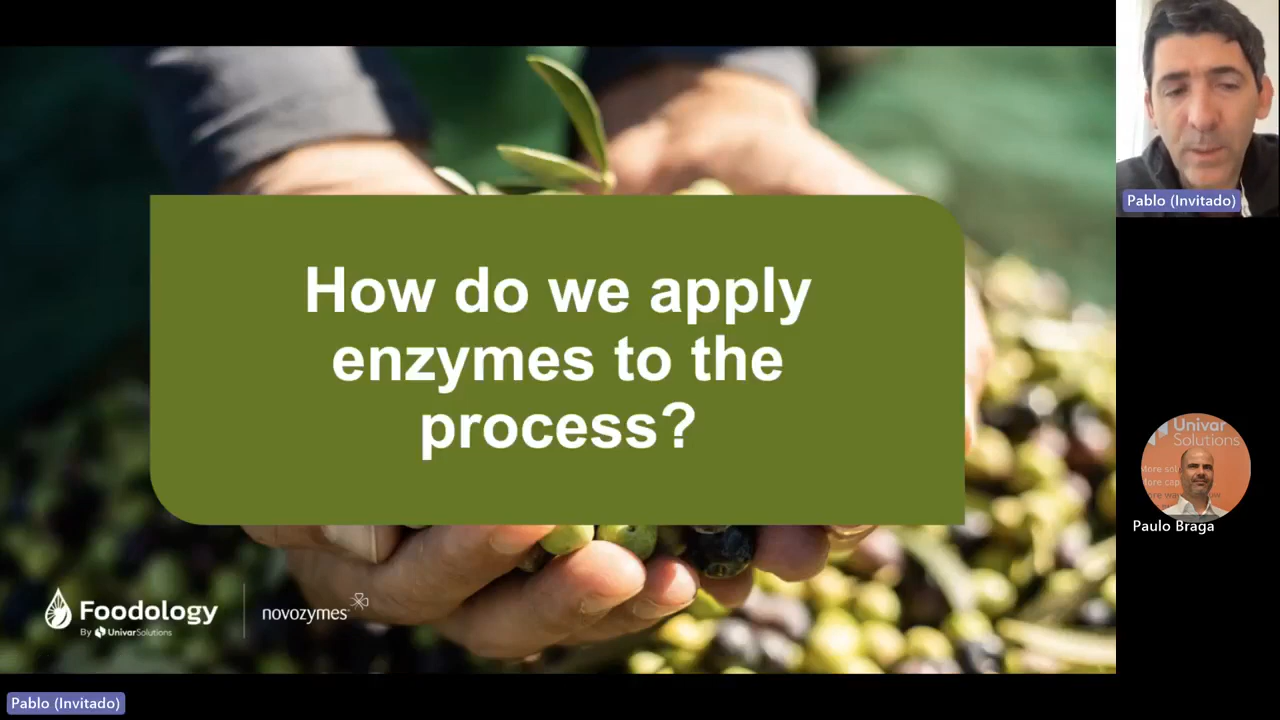 How do we apply
enzymes to the
process?
Foodology
By UnivarSolutions
novozymes
Pablo (Invitado)
Univar
Solutions
Paulo Braga
Pablo (Invitado)